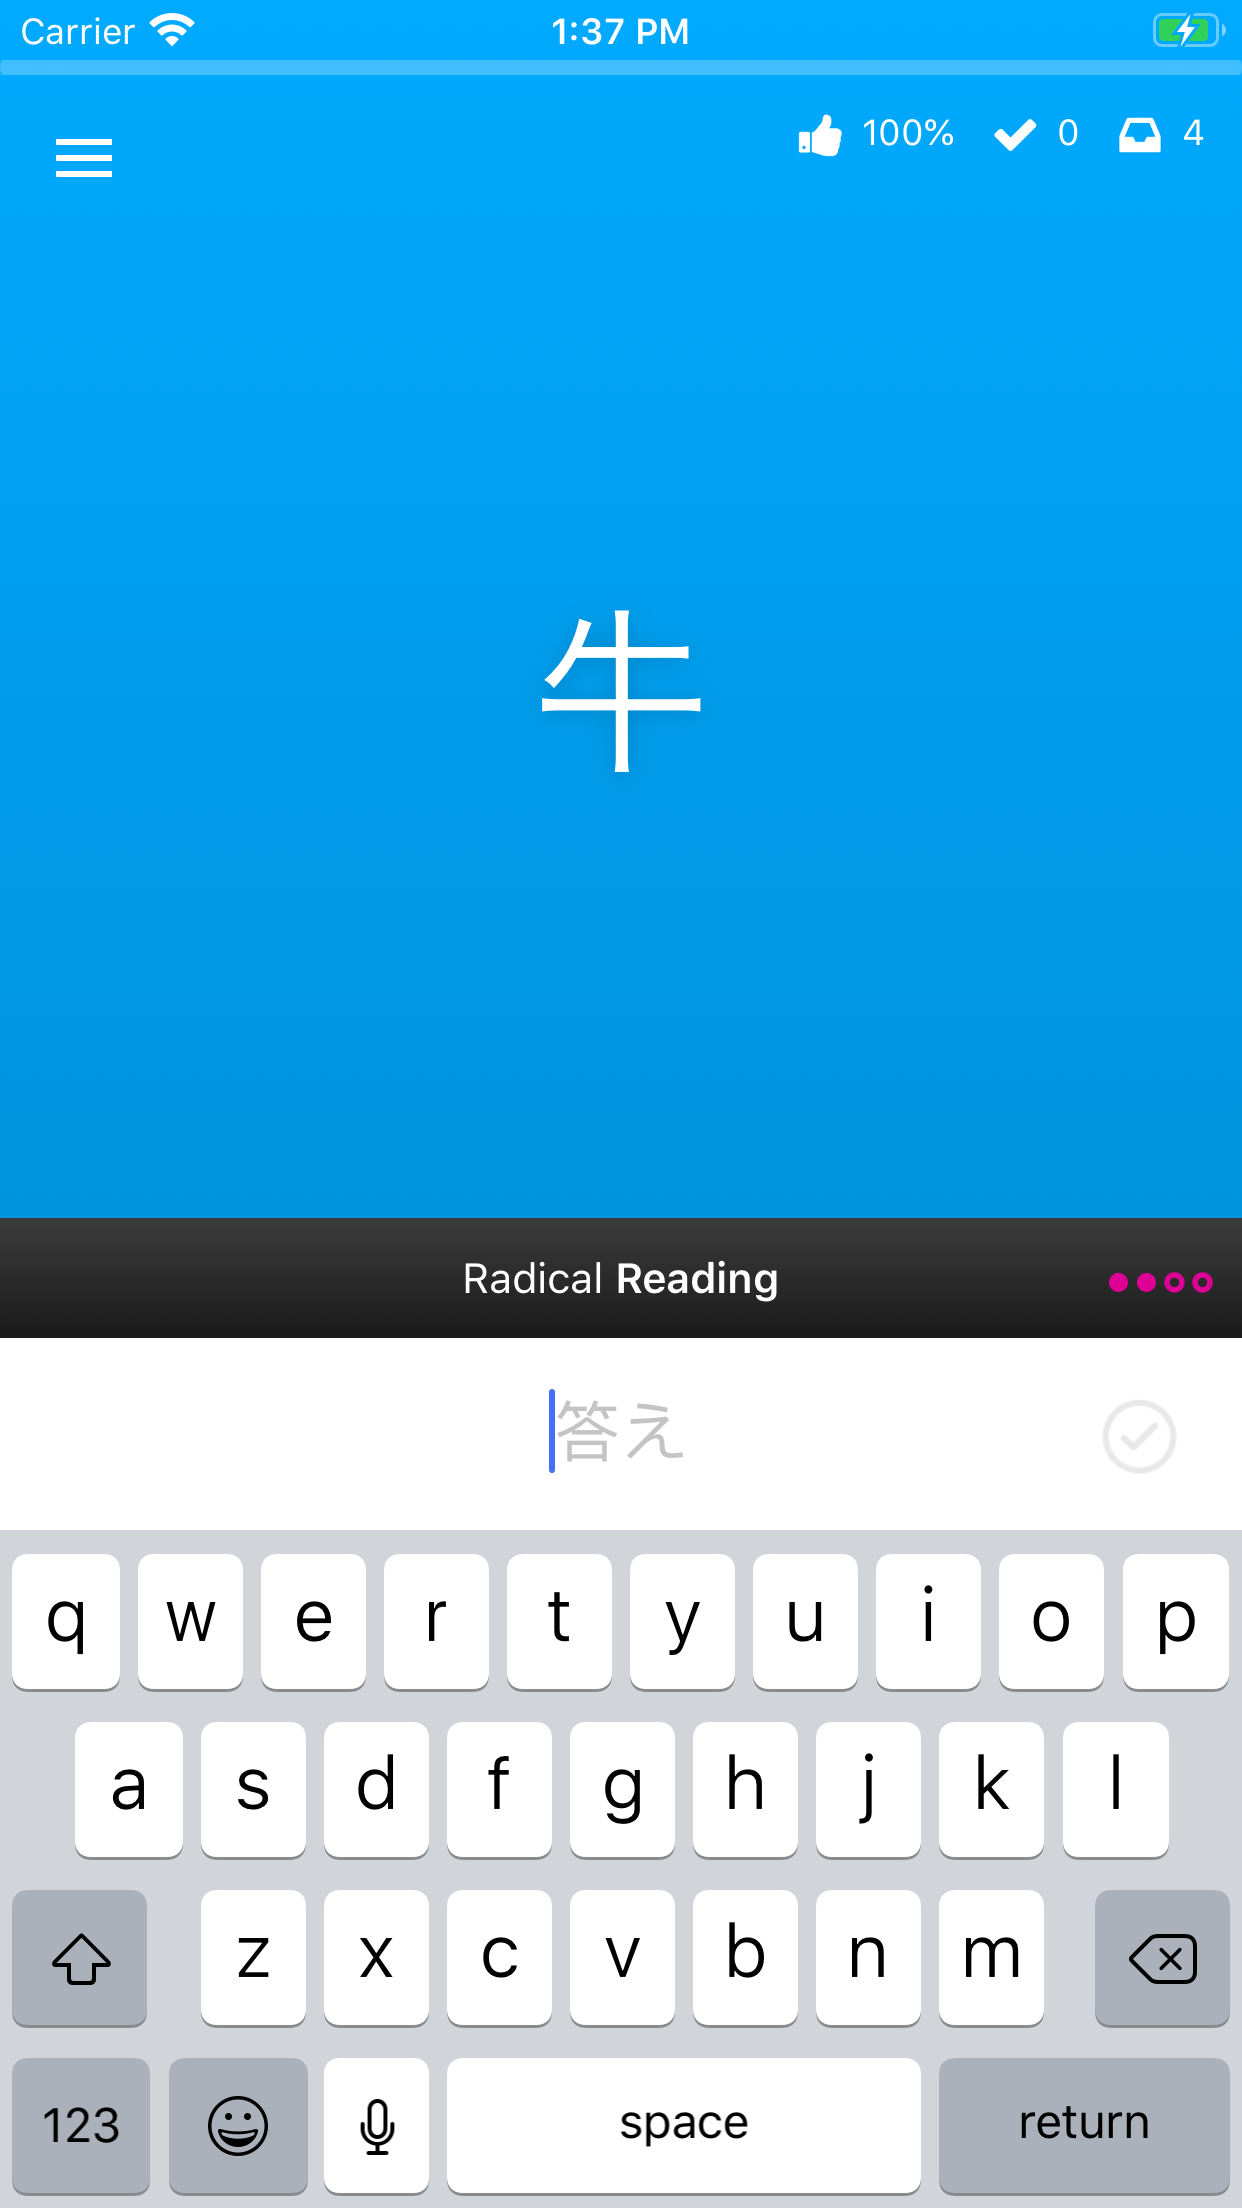 Carrier 1:37 PM
100% 0 4
牛
Radical Reading
答え
q w e r t y u i o p
a s d f g h j k l
z x c v b n m
123 space return